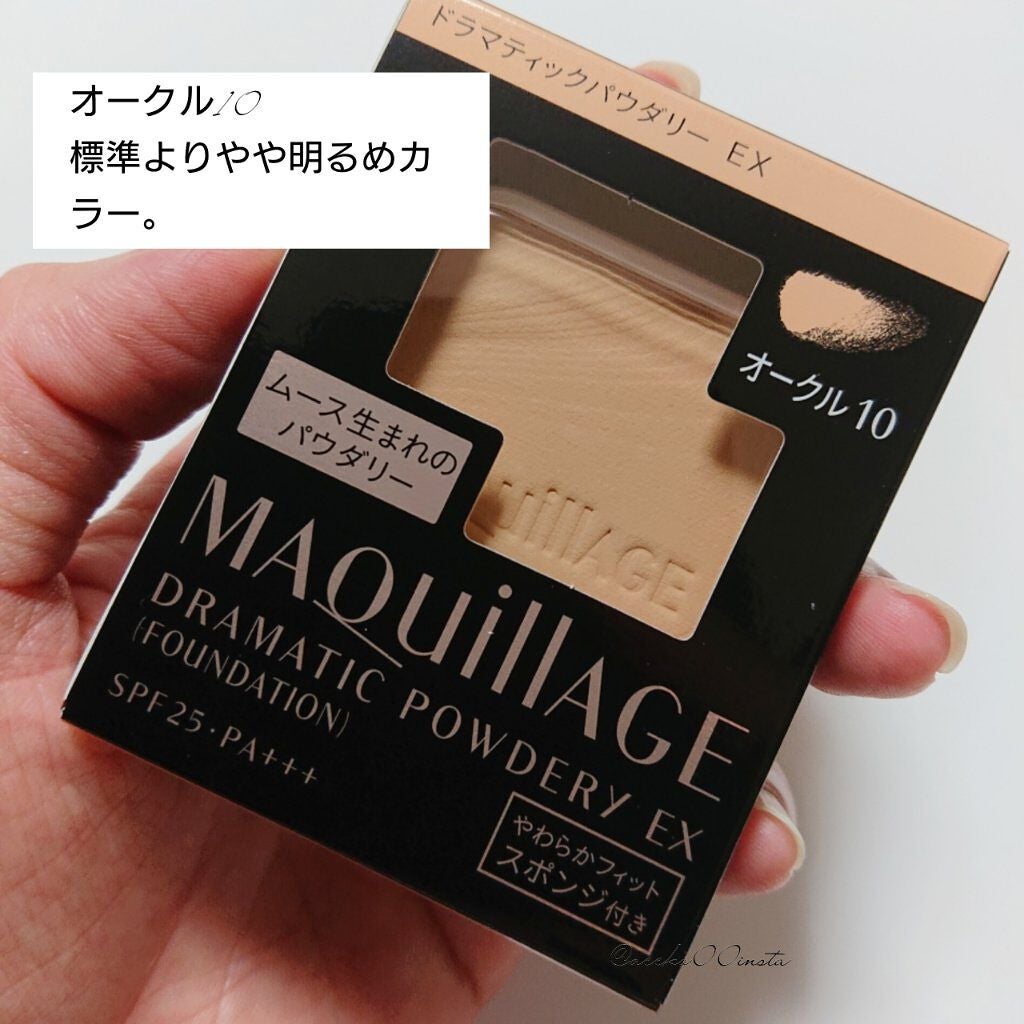 ドラマティックパウダリー EX
オークル10
標準よりやや明るめカ
ラー。
オークル10
ムース生まれの
パウダリー
uillAGE
MAQuillAGE
DRAMATIC POWDERY EX
(FOUNDATION)
SPF25・PA+++
やわらかフィット
スポンジ付き